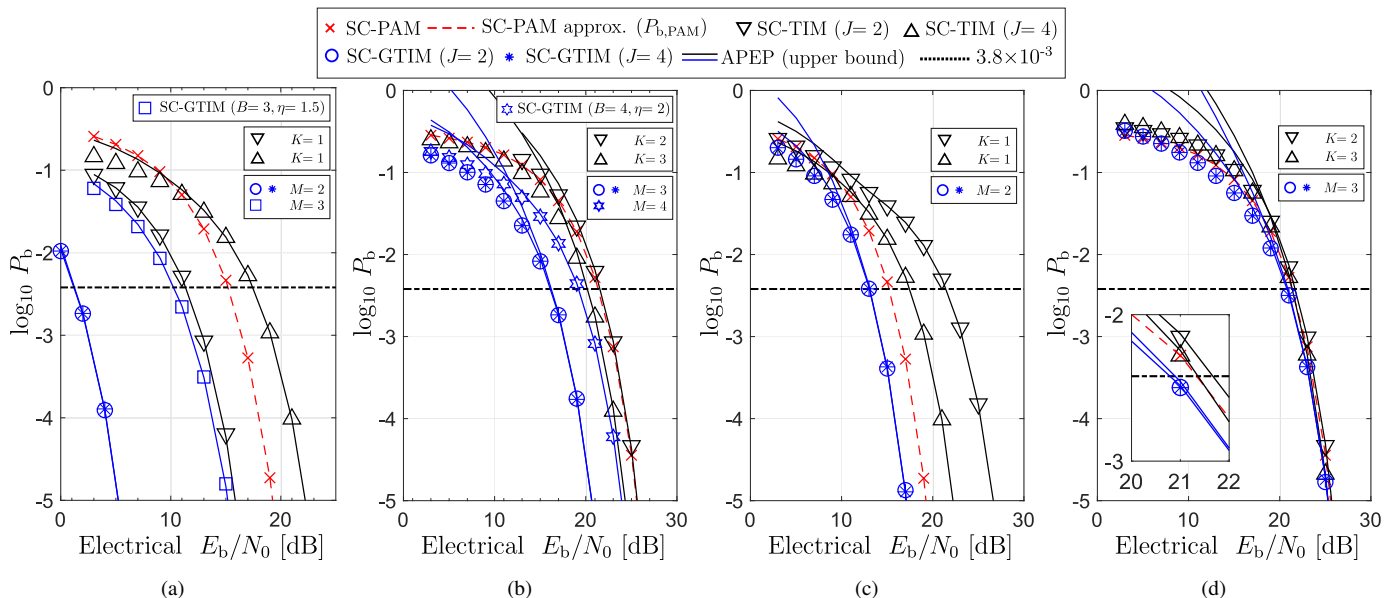 SC-PAM SC-PAM approx. (P_b,PAM) SC-TIM (J= 2) SC-TIM (J= 4)
SC-GTIM (J= 2) SC-GTIM (J= 4) APEP (upper bound) 3.8×10⁻³
0
-1
-2
-3
-4
-5
log₁₀ P_b
SC-GTIM (B= 3, η= 1.5)
K= 1
K= 1
M= 2
M= 3
0 10 20
Electrical E_b/N₀ [dB]
(a)
0
-1
-2
-3
-4
-5
log₁₀ P_b
SC-GTIM (B= 4, η= 2)
K= 2
K= 3
M= 3
M= 4
0 10 20 30
Electrical E_b/N₀ [dB]
(b)
0
-1
-2
-3
-4
-5
log₁₀ P_b
K= 1
K= 1
M= 2
0 10 20 30
Electrical E_b/N₀ [dB]
(c)
0
-1
-2
-3
-4
-5
log₁₀ P_b
K= 2
K= 3
M= 3
-2
-3
20 21 22
0 10 20 30
Electrical E_b/N₀ [dB]
(d)